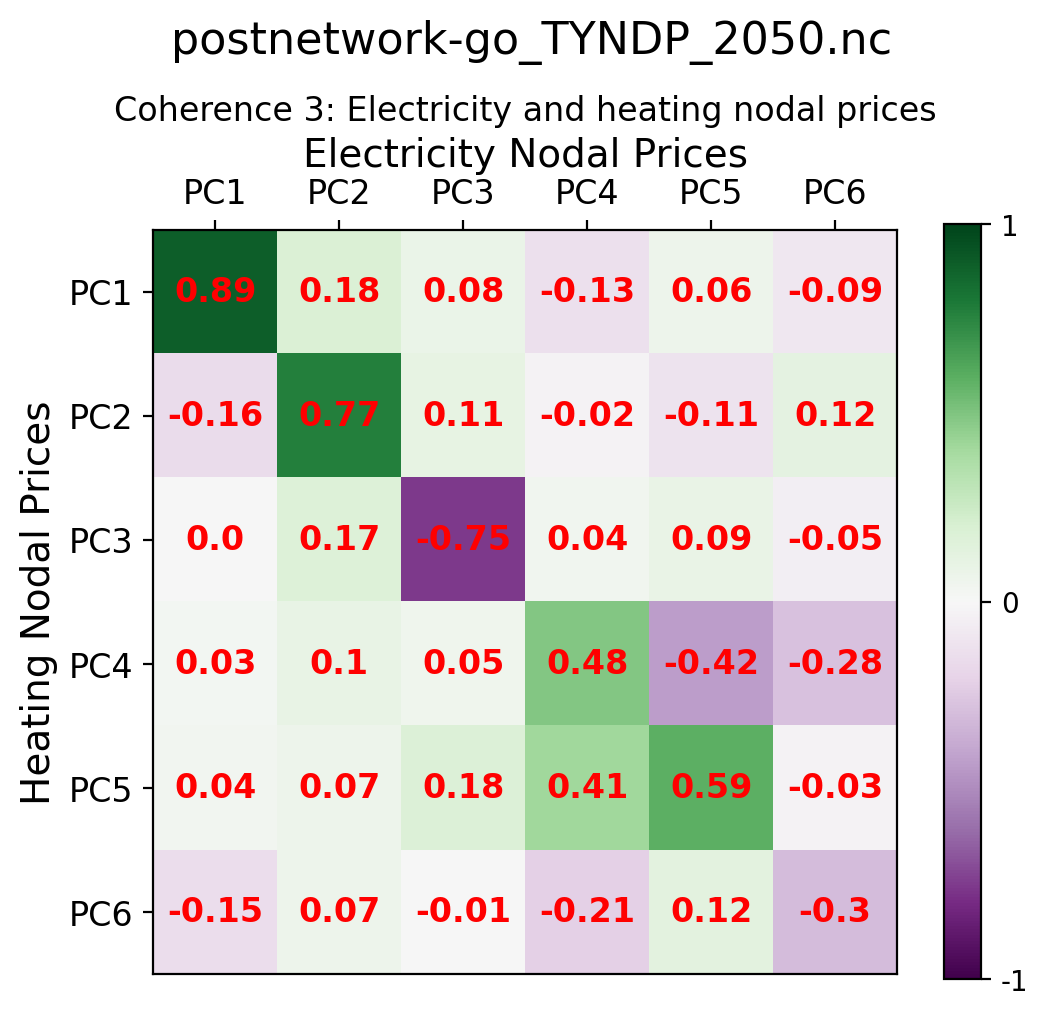 postnetwork-go_TYNDP_2050.nc
Coherence 3: Electricity and heating nodal prices
Electricity Nodal Prices
PC1 PC2 PC3 PC4 PC5 PC6
Heating Nodal Prices
PC1 0.89 0.18 0.08 -0.13 0.06 -0.09
PC2 -0.16 0.77 0.11 -0.02 -0.11 0.12
PC3 0.0 0.17 -0.75 0.04 0.09 -0.05
PC4 0.03 0.1 0.05 0.48 -0.42 -0.28
PC5 0.04 0.07 0.18 0.41 0.59 -0.03
PC6 -0.15 0.07 -0.01 -0.21 0.12 -0.3
1
0
-1